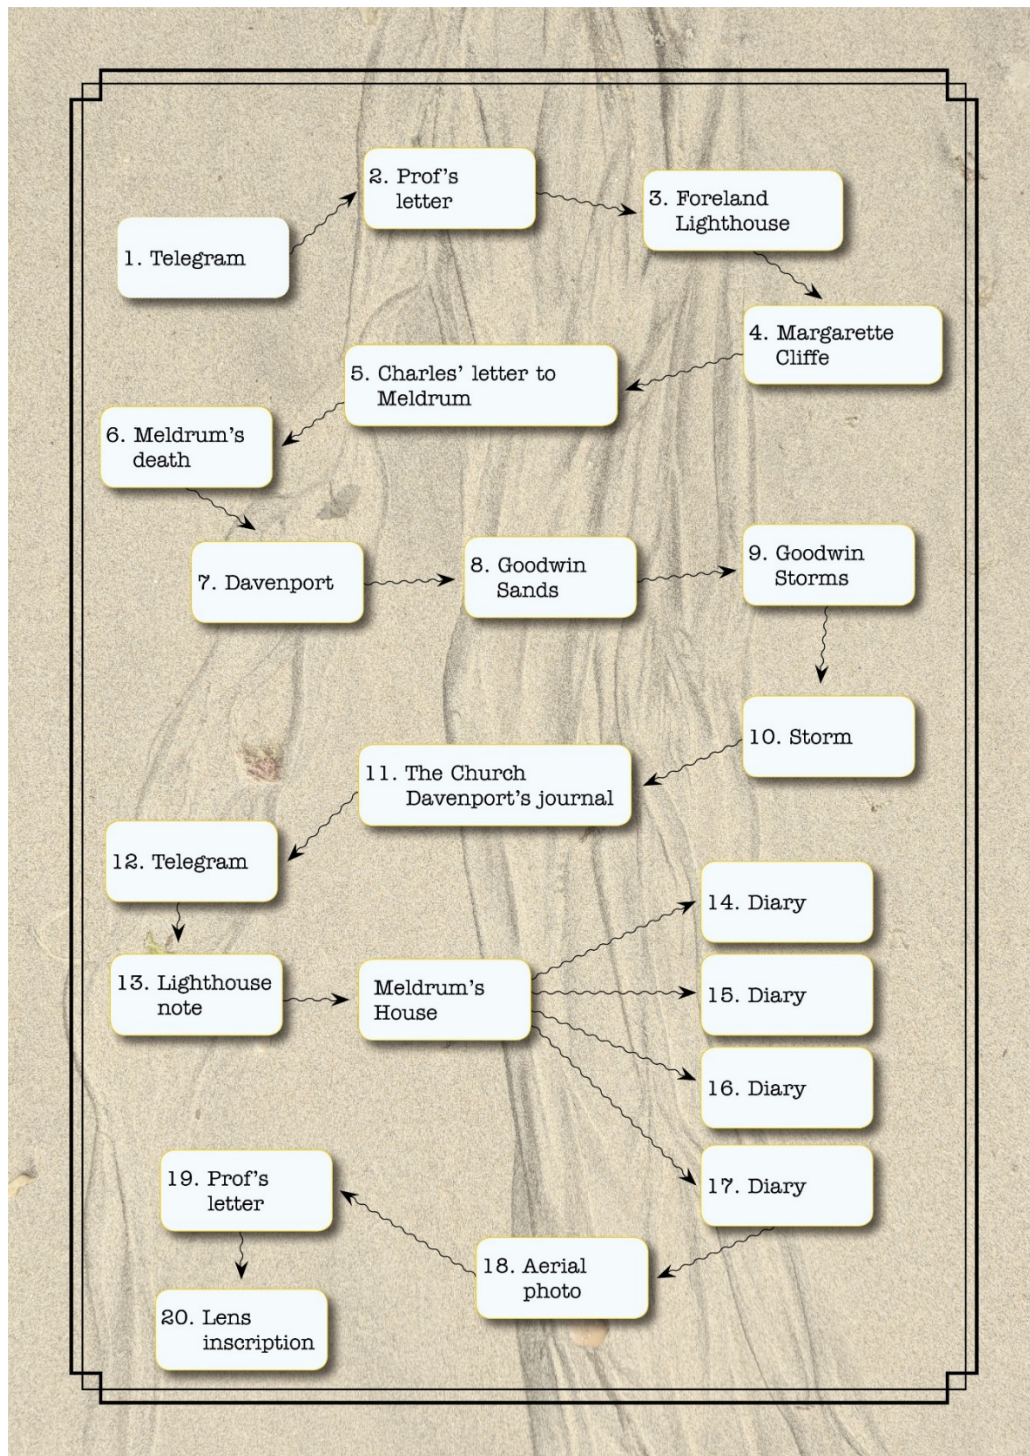 1. Telegram
2. Prof's
letter
3. Foreland
Lighthouse
4. Margarette
Cliffe
5. Charles' letter to
Meldrum
6. Meldrum's
death
7. Davenport
8. Goodwin
Sands
9. Goodwin
Storms
10. Storm
11. The Church
Davenport's journal
12. Telegram
13. Lighthouse
note
Meldrum's
House
14. Diary
15. Diary
16. Diary
17. Diary
18. Aerial
photo
19. Prof's
letter
20. Lens
inscription